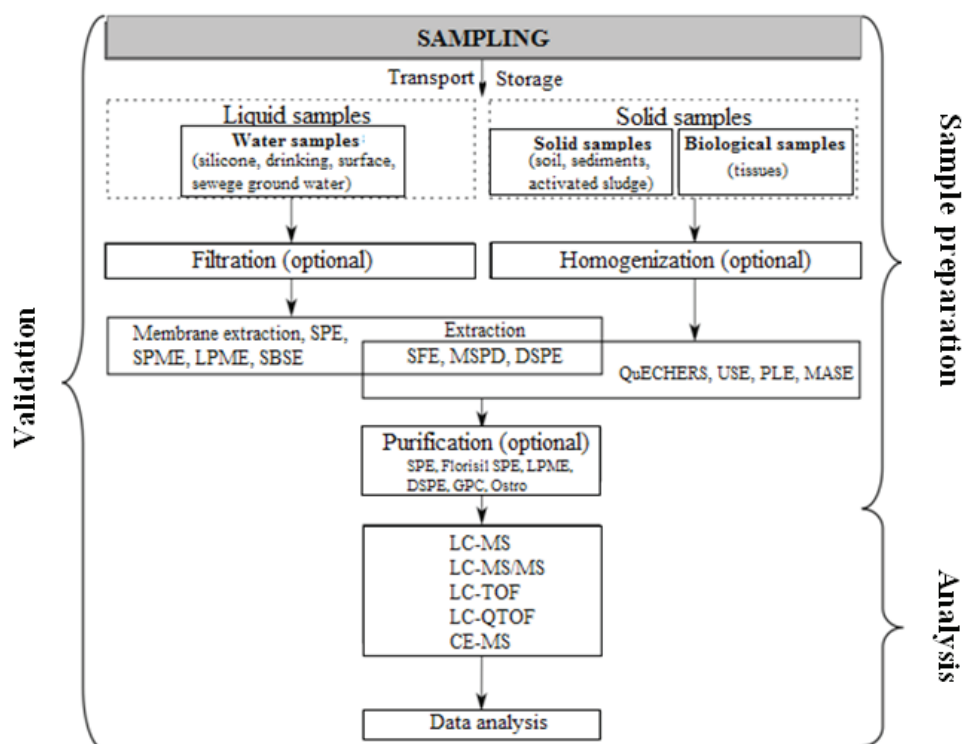 SAMPLING
Transport Storage
Liquid samples
Water samples
(silicone, drinking, surface,
sewege ground water)
Solid samples
Solid samples
(soil, sediments,
activated sludge)
Biological samples
(tissues)
Filtration (optional)
Homogenization (optional)
Extraction
Membrane extraction, SPE,
SPME, LPME, SBSE
SFE, MSPD, DSPE
QuECHERS, USE, PLE, MASE
Purification (optional)
SPE, Florisil SPE, LPME,
DSPE, GPC, Ostro
LC-MS
LC-MS/MS
LC-TOF
LC-QTOF
CE-MS
Data analysis
Validation
Sample preparation
Analysis